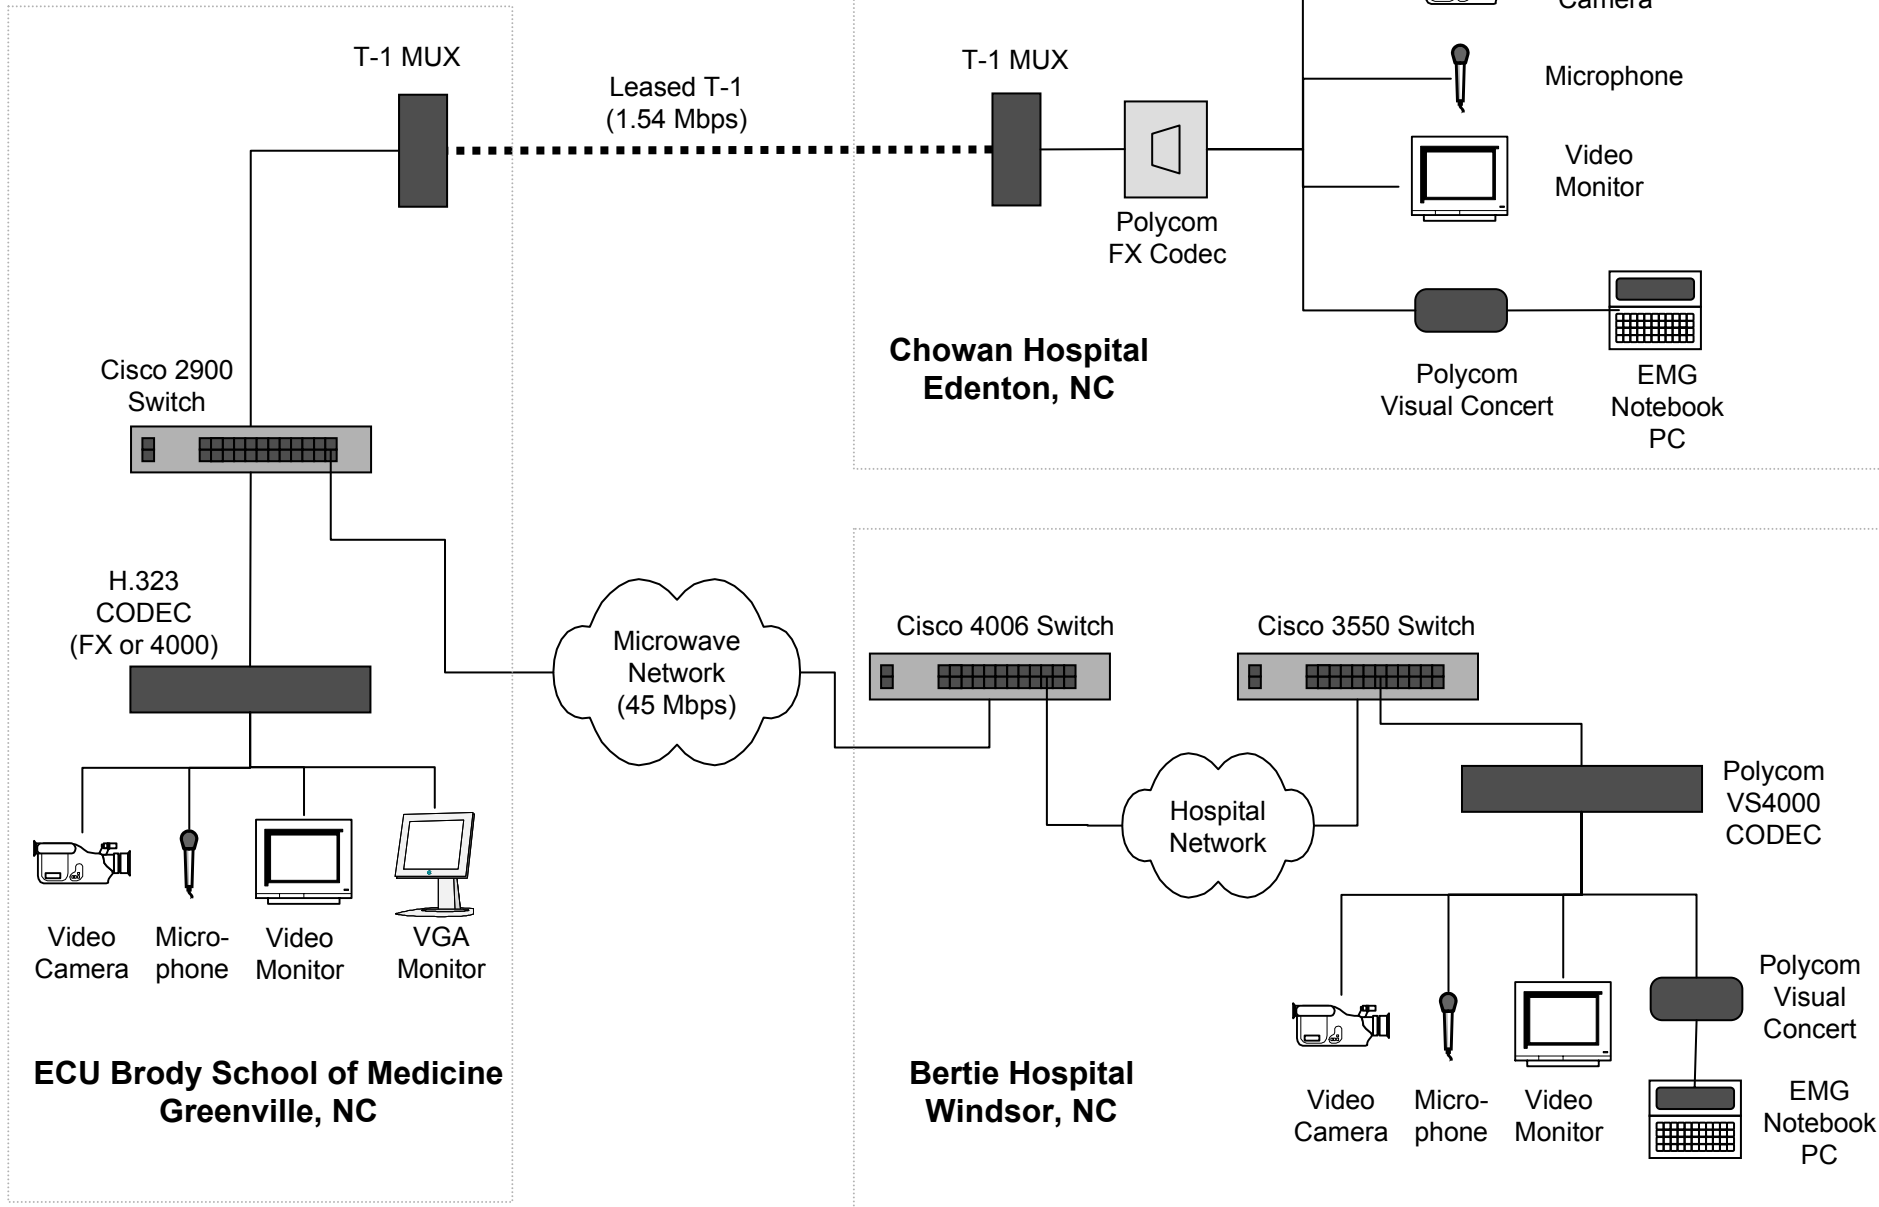 Camera
T-1 MUX
Leased T-1
(1.54 Mbps)
T-1 MUX
Microphone
Video
Monitor
Polycom
FX Codec
Chowan Hospital
Edenton, NC
Polycom
Visual Concert
EMG
Notebook
PC
Cisco 2900
Switch
H.323
CODEC
(FX or 4000)
Microwave
Network
(45 Mbps)
Cisco 4006 Switch
Cisco 3550 Switch
Hospital
Network
Polycom
VS4000
CODEC
Video
Camera
Micro-
phone
Video
Monitor
VGA
Monitor
ECU Brody School of Medicine
Greenville, NC
Bertie Hospital
Windsor, NC
Video
Camera
Micro-
phone
Video
Monitor
Polycom
Visual
Concert
EMG
Notebook
PC